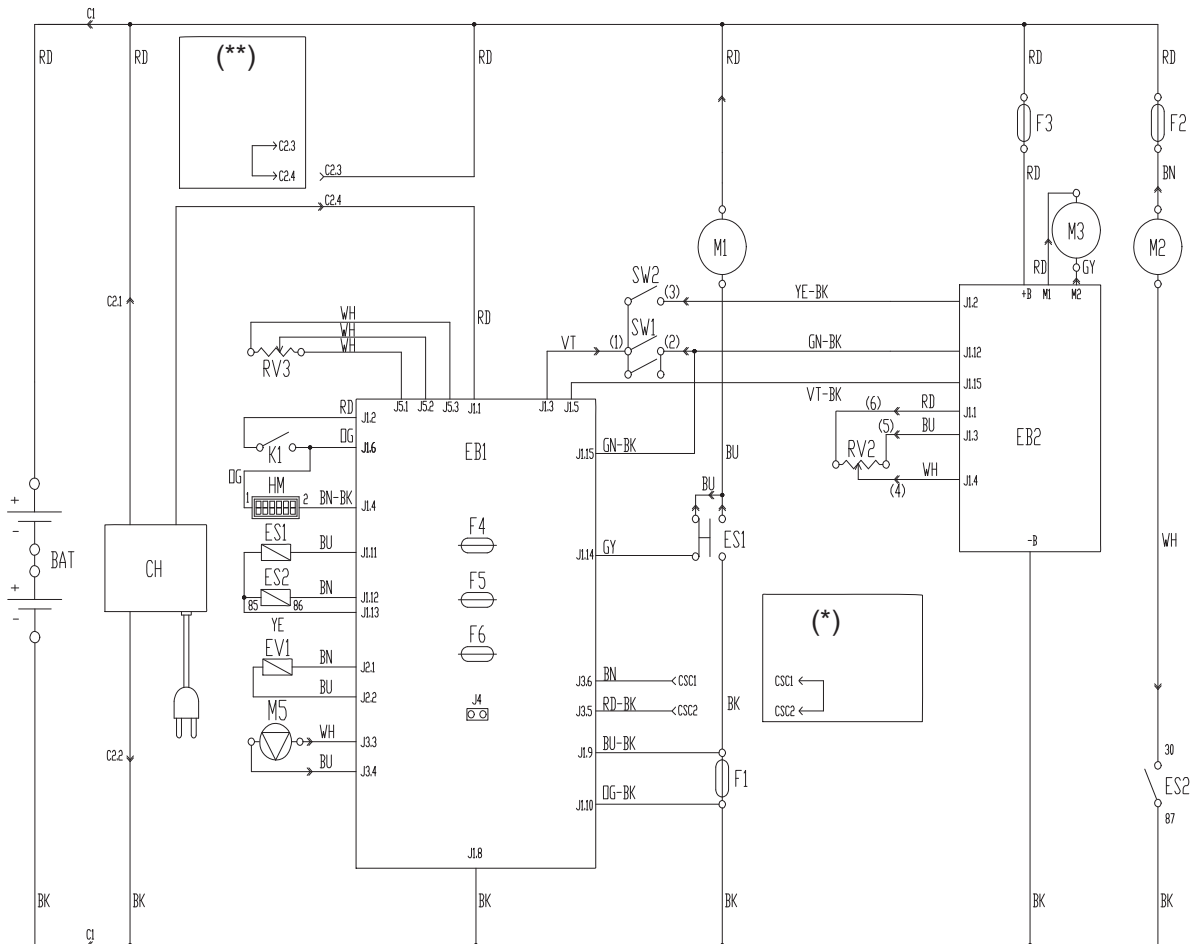 C1
RD
RD
(**)
RD
RD
RD
RD
C2.3
C2.4
C2.3
C2.4
F3
F2
RD
BN
M1
M3
M2
RD
GY
C2.1
SW2
(3)
YE-BK
J1.2
+B
M1
M2
WH
WH
WH
RD
RV3
VT
(1)
SW1
(2)
GN-BK
J1.12
J1.15
VT-BK
J5.1
J5.2
J5.3
J1.1
J1.3
J1.5
RD
J1.2
(6)
RD
J1.1
OG
K1
J1.6
EB1
J1.15
GN-BK
BU
(5)
BU
J1.3
EB2
RV2
OG
HM
1
2
BN-BK
J1.4
WH
J1.4
(4)
BU
+
-
BAT
+
-
CH
ES1
BU
J1.11
F4
J1.14
GY
ES1
-B
WH
ES2
BN
J1.12
85
86
J1.13
F5
YE
EV1
BN
J2.1
F6
(*)
BU
J2.2
J3.6
BN
CSC1
CSC1
M5
J4
J3.5
RD-BK
CSC2
BK
CSC2
WH
J3.3
BU
J3.4
J1.9
BU-BK
C2.2
30
F1
ES2
J1.10
OG-BK
87
J1.8
BK
BK
BK
BK
BK
BK
C1